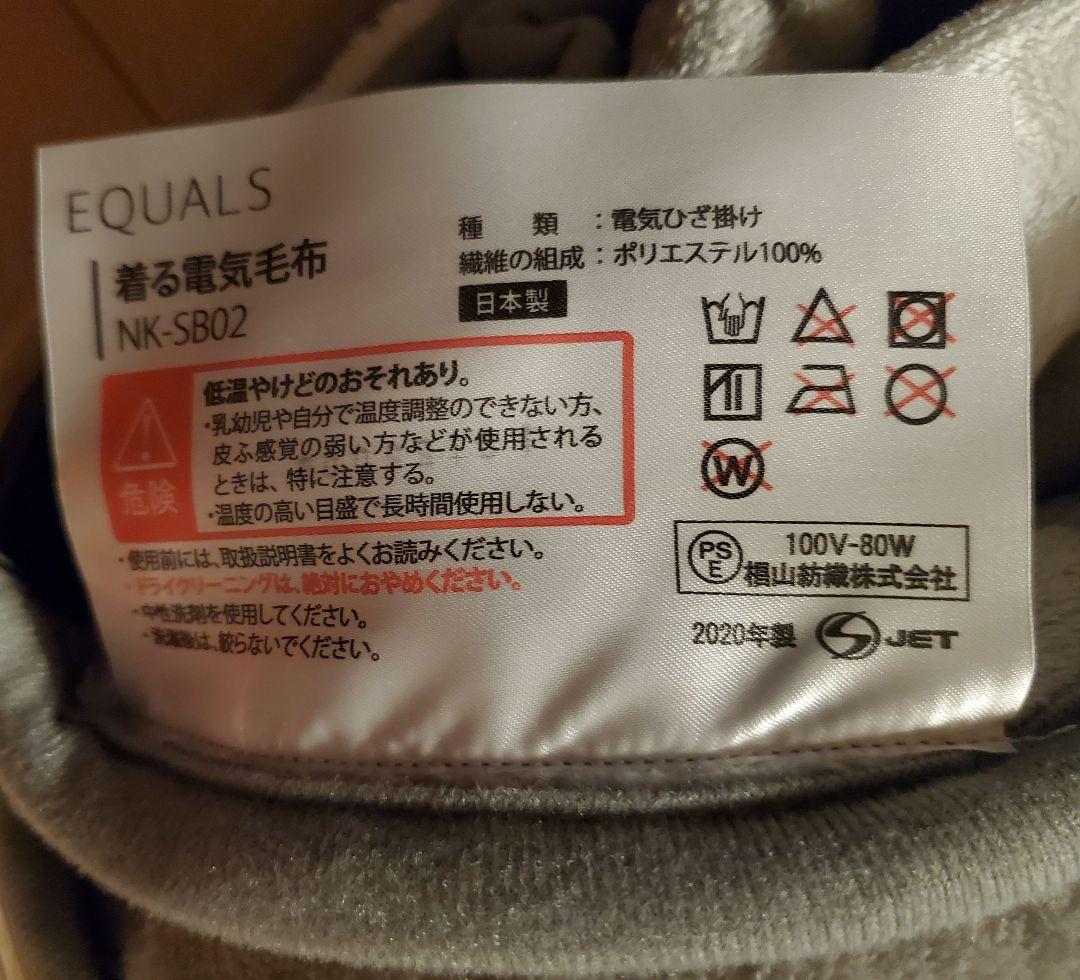 EQUALS
着る電気毛布
NK-SB02
種 類 ：電気ひざ掛け
繊維の組成：ポリエステル100%
日本製
危険
低温やけどのおそれあり。
・乳幼児や自分で温度調整のできない方、
皮ふ感覚の弱い方などが使用される
ときは、特に注意する。
・温度の高い目盛で長時間使用しない。
・使用前には、取扱説明書をよくお読みください。
・ドライクリーニングは、絶対におやめください。
・中性洗剤を使用してください。
・洗濯後は、絞らないでください。
W
PS
E
100V-80W
椙山紡織株式会社
2020年製
JET